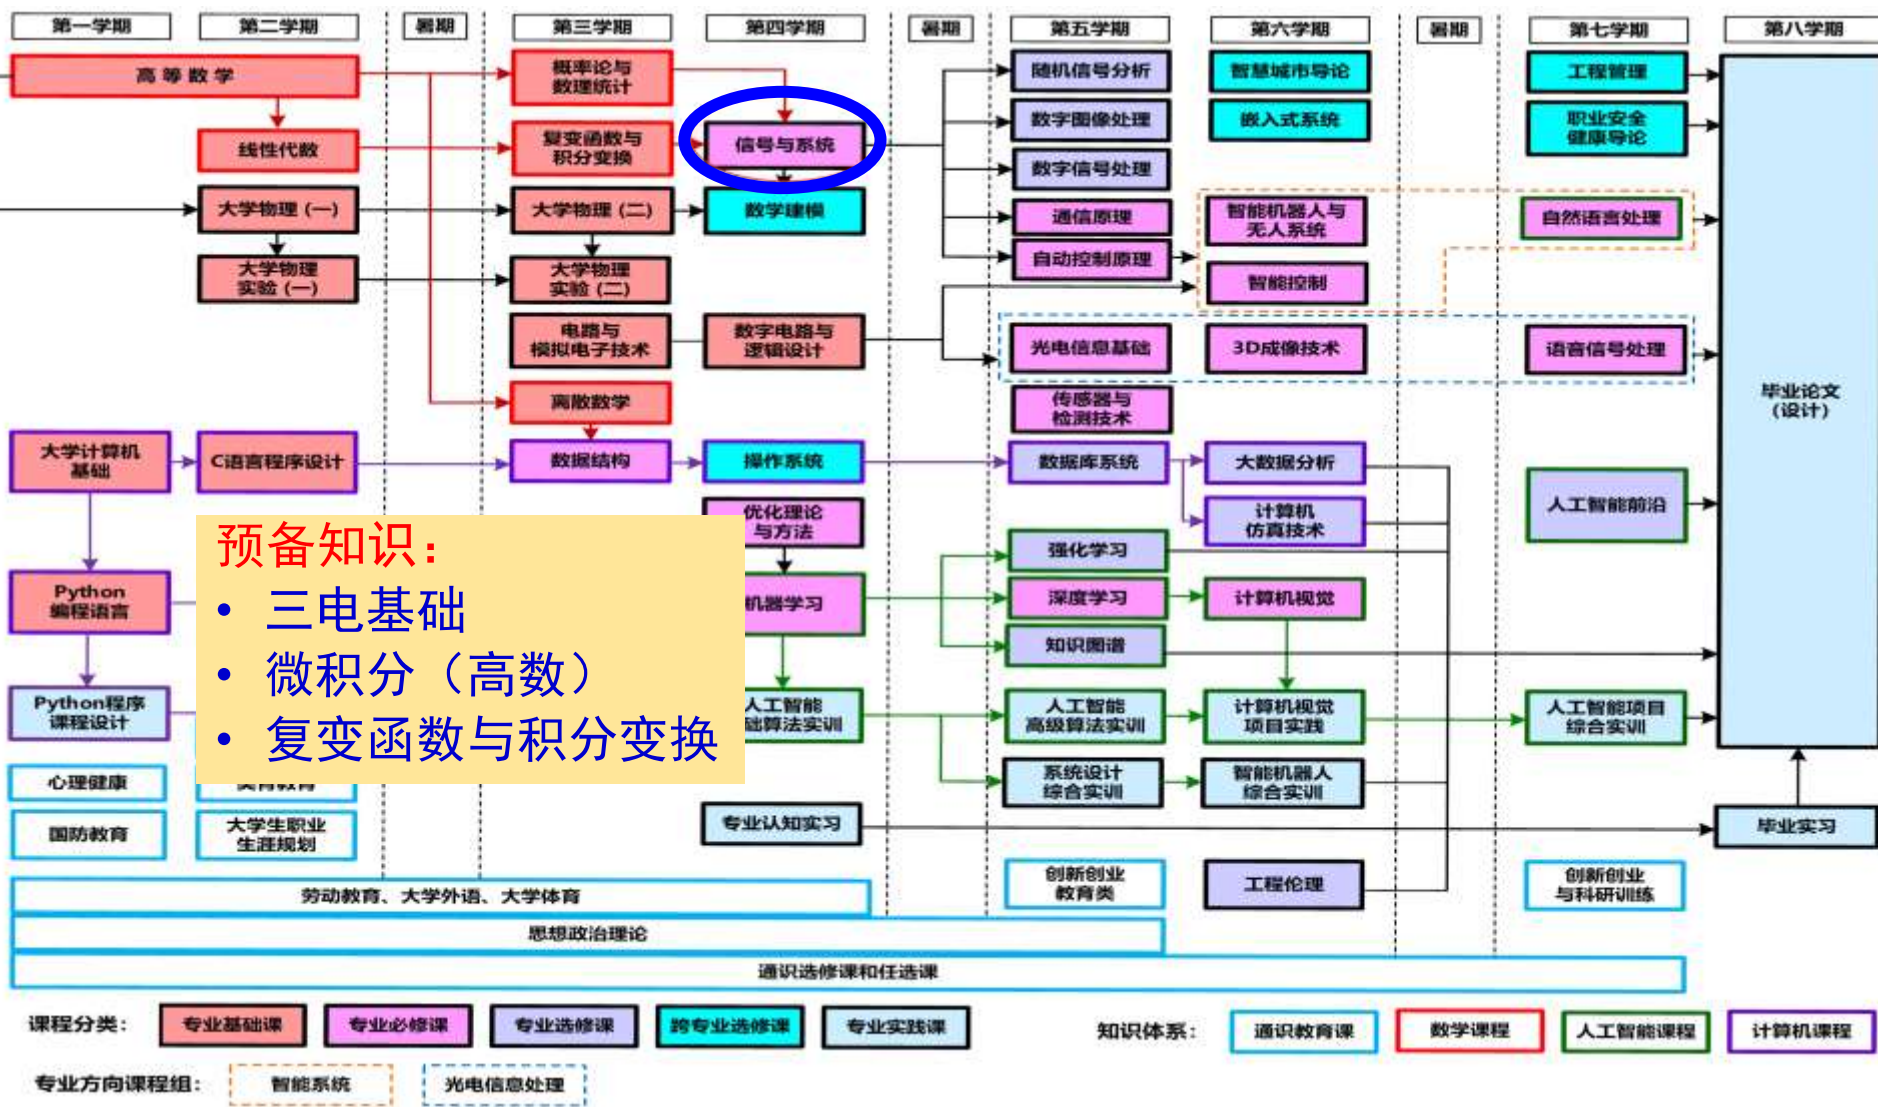 第一学期
第二学期
暑期
第三学期
第四学期
暑期
第五学期
第六学期
暑期
第七学期
第八学期
高等数学
概率论与
数理统计
随机信号分析
智慧城市导论
工程管理
线性代数
复变函数与
积分变换
信号与系统
数字图像处理
嵌入式系统
职业安全
健康导论
数字信号处理
大学物理(一)
大学物理(二)
数学建模
通信原理
智能机器人与
无人系统
自然语言处理
大学物理
实验(一)
大学物理
实验(二)
自动控制原理
智能控制
电路与
模拟电子技术
数字电路与
逻辑设计
光电信息基础
3D成像技术
语音信号处理
毕业论文
(设计)
离散数学
传感器与
检测技术
大学计算机
基础
C语言程序设计
数据结构
操作系统
数据库系统
大数据分析
优化理论
与方法
计算机
仿真技术
人工智能前沿
强化学习
预备知识:
• 三电基础
• 微积分（高数）
• 复变函数与积分变换
Python
编程语言
机器学习
深度学习
计算机视觉
知识图谱
Python程序
课程设计
人工智能
础算法实训
人工智能
高级算法实训
计算机视觉
项目实践
人工智能项目
综合实训
心理健康
系统设计
综合实训
智能机器人
综合实训
国防教育
大学生职业
生涯规划
专业认知实习
毕业实习
劳动教育、大学外语、大学体育
创新创业
教育类
工程伦理
创新创业
与科研训练
思想政治理论
通识选修课和任选课
课程分类:
专业基础课
专业必修课
专业选修课
跨专业选修课
专业实践课
知识体系:
通识教育课
数学课程
人工智能课程
计算机课程
专业方向课程组:
智能系统
光电信息处理